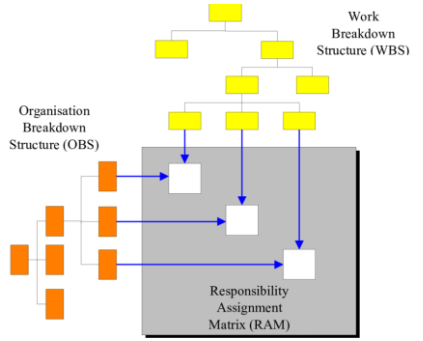 Work
Breakdown
Structure (WBS)
Organisation
Breakdown
Structure (OBS)
Responsibility
Assignment
Matrix (RAM)